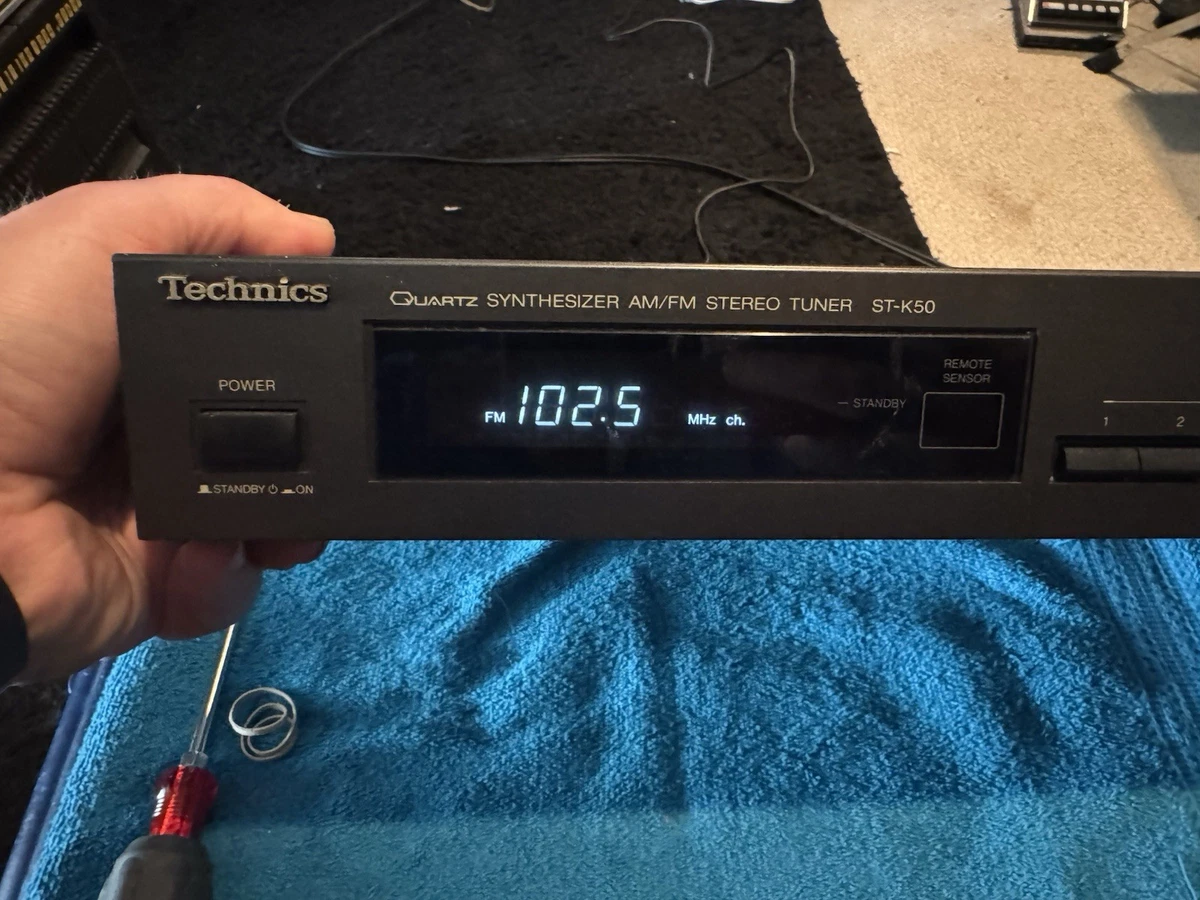 Technics
QUARTZ SYNTHESIZER AM/FM STEREO TUNER ST-K50
POWER
STANDBY ⏻ ON
FM 102.5 MHz ch.
STANDBY
REMOTE
SENSOR
1 2